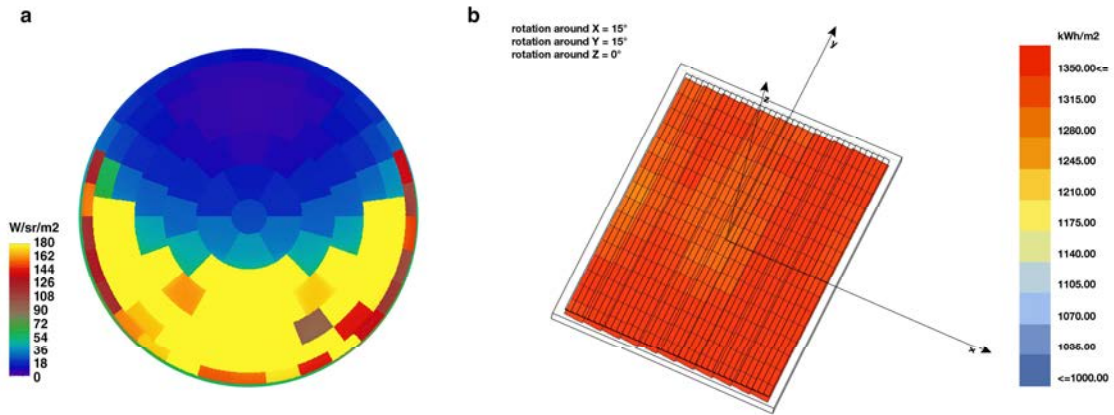 a
W/sr/m2
180
162
144
126
108
90
72
54
36
18
0
b
rotation around X = 15°
rotation around Y = 15°
rotation around Z = 0°
y
z
x
kWh/m2
1350.00<=
1315.00
1280.00
1245.00
1210.00
1175.00
1140.00
1105.00
1070.00
1035.00
<=1000.00